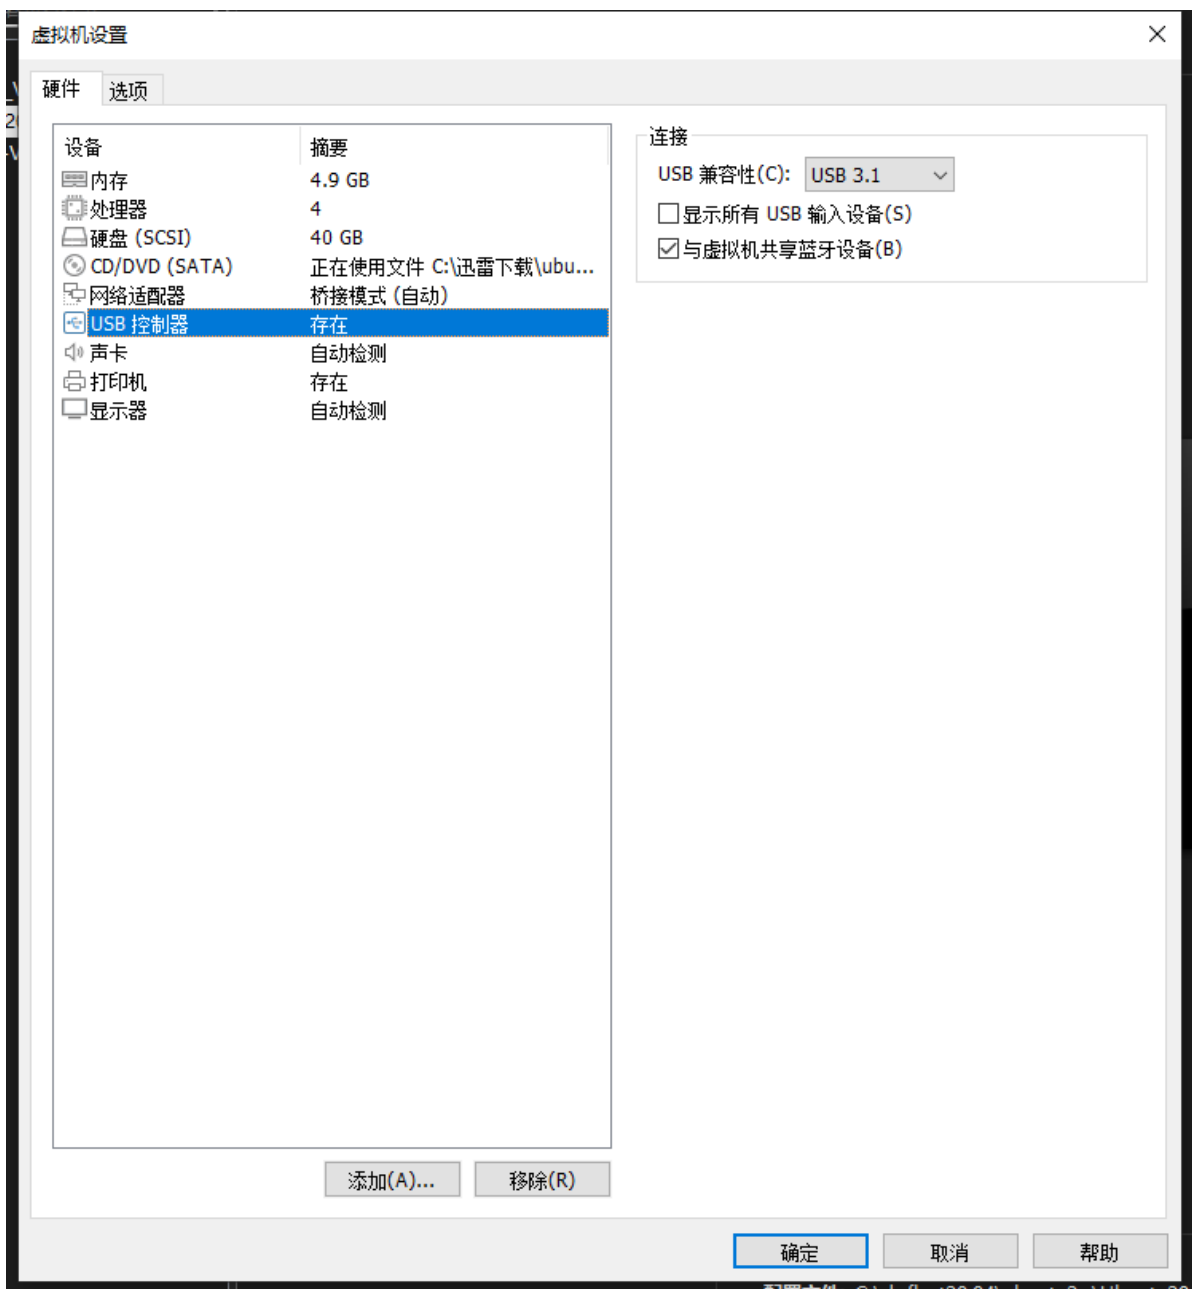 虚拟机设置
硬件 选项
设备 摘要
内存 4.9 GB
处理器 4
硬盘 (SCSI) 40 GB
CD/DVD (SATA) 正在使用文件 C:\迅雷下载\ubu...
网络适配器 桥接模式 (自动)
USB 控制器 存在
声卡 自动检测
打印机 存在
显示器 自动检测
连接
USB 兼容性(C): USB 3.1
显示所有 USB 输入设备(S)
与虚拟机共享蓝牙设备(B)
添加(A)... 移除(R)
确定 取消 帮助